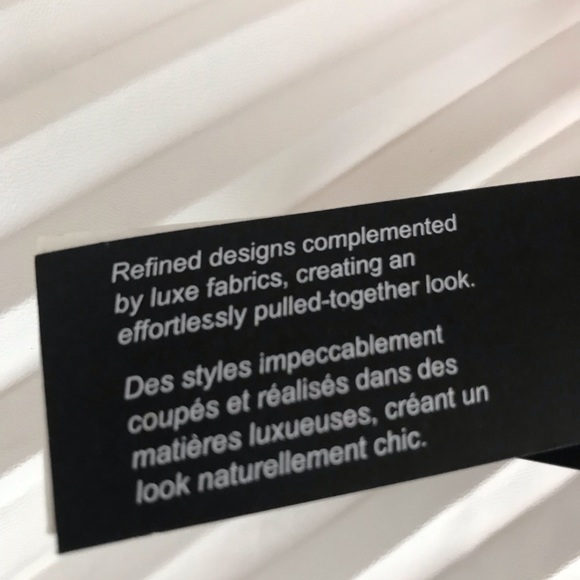 Refined designs complemented
by luxe fabrics, creating an
effortlessly pulled-together look.
Des styles impeccablement
coupés et réalisés dans des
matières luxueuses, créant un
look naturellement chic.